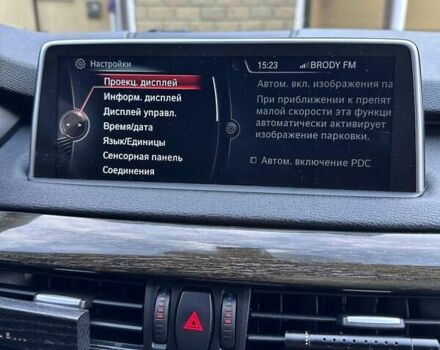 Настройки
15:23
BRODY FM
Проекц. дисплей
Информ. дисплей
Дисплей управл.
Время/дата
Язык/Единицы
Сенсорная панель
Соединения
Автом. вкл. изображения па
При приближении к препят
малой скорости эта функци
автоматически активирует
изображение парковки.
Автом. включение PDC